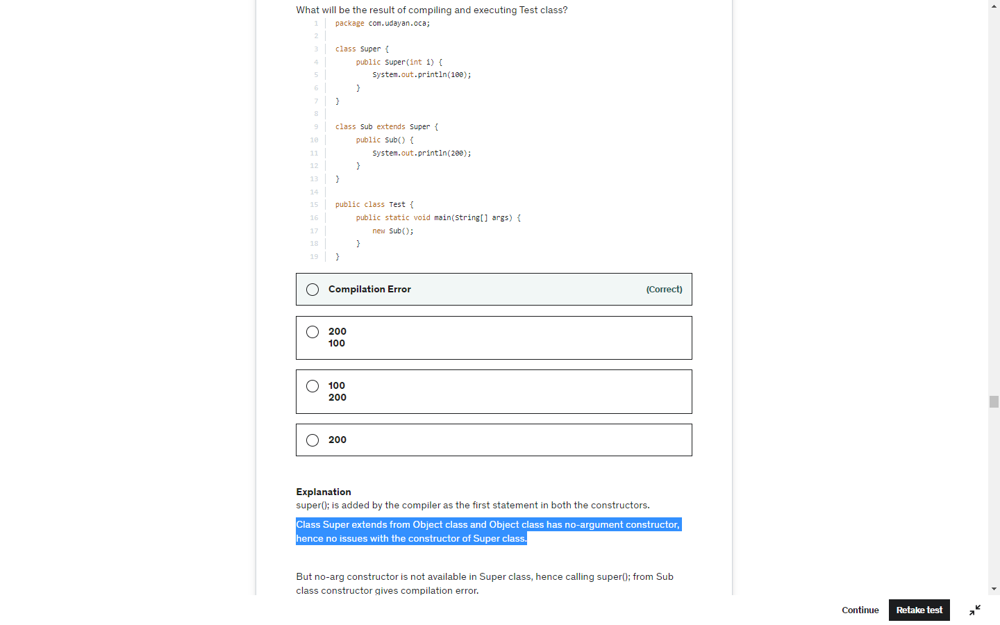 What will be the result of compiling and executing Test class?
1 package com.udayan.oca;
2
3 class Super {
4 public Super(int i) {
5 System.out.println(100);
6 }
7 }
8
9 class Sub extends Super {
10 public Sub() {
11 System.out.println(200);
12 }
13 }
14
15 public class Test {
16 public static void main(String[] args) {
17 new Sub();
18 }
19 }
Compilation Error (Correct)
200
100
100
200
200
Explanation
super(); is added by the compiler as the first statement in both the constructors.
Class Super extends from Object class and Object class has no-argument constructor,
hence no issues with the constructor of Super class.
But no-arg constructor is not available in Super class, hence calling super(); from Sub
class constructor gives compilation error.
Continue Retake test